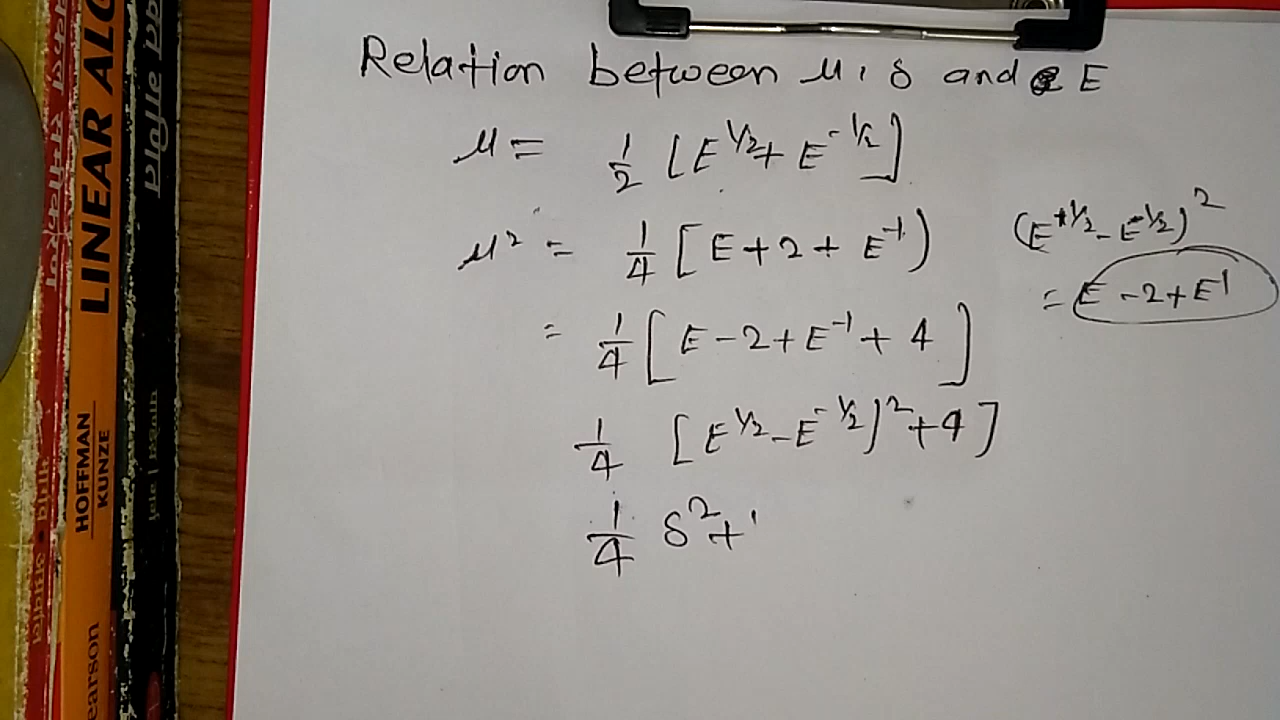 Relation between μ, δ and E
μ = 1/2 [E^1/2 + E^-1/2]
μ² = 1/4 [E + 2 + E^-1)
(E^+1/2 - E^-1/2)²
= E - 2 + E^1
= 1/4 [E - 2 + E^-1 + 4]
1/4 [E^1/2 - E^-1/2)² + 4]
1/4 δ² +
LINEAR ALG
HOFFMAN
KUNZE
earson